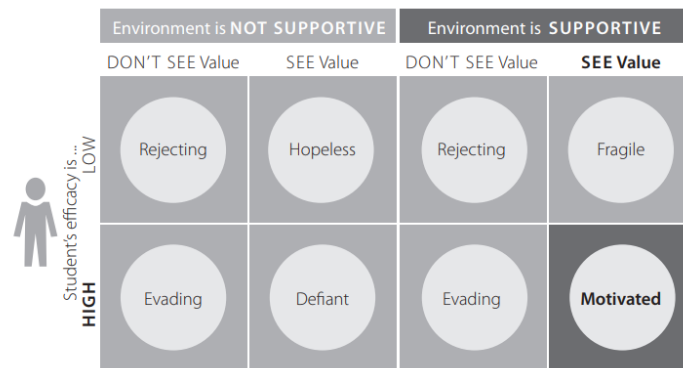 Environment is NOT SUPPORTIVE
Environment is SUPPORTIVE
DON'T SEE Value
SEE Value
DON'T SEE Value
SEE Value
Student's efficacy is ...
LOW
Rejecting
Hopeless
Rejecting
Fragile
HIGH
Evading
Defiant
Evading
Motivated